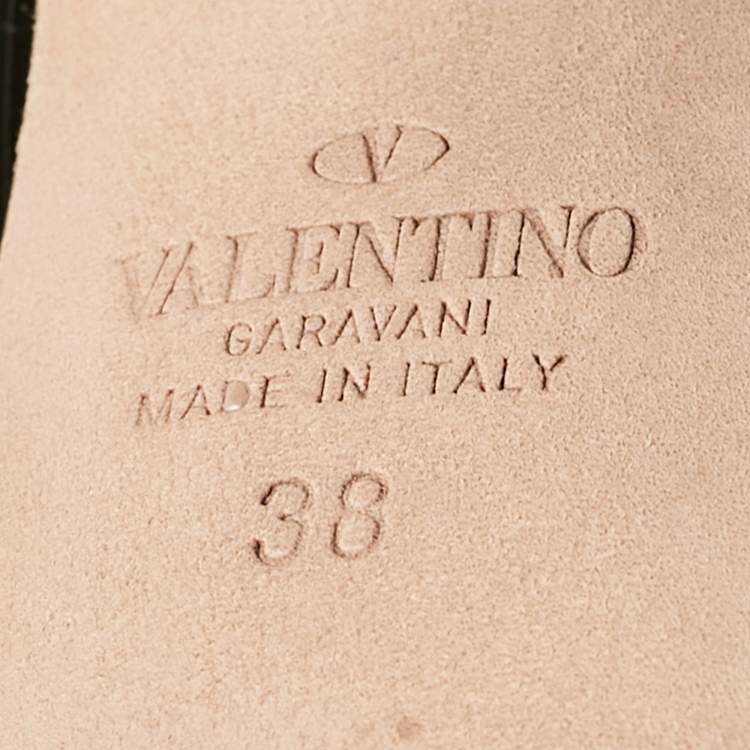 V
VALENTINO
GARAVANI
MADE IN ITALY
38